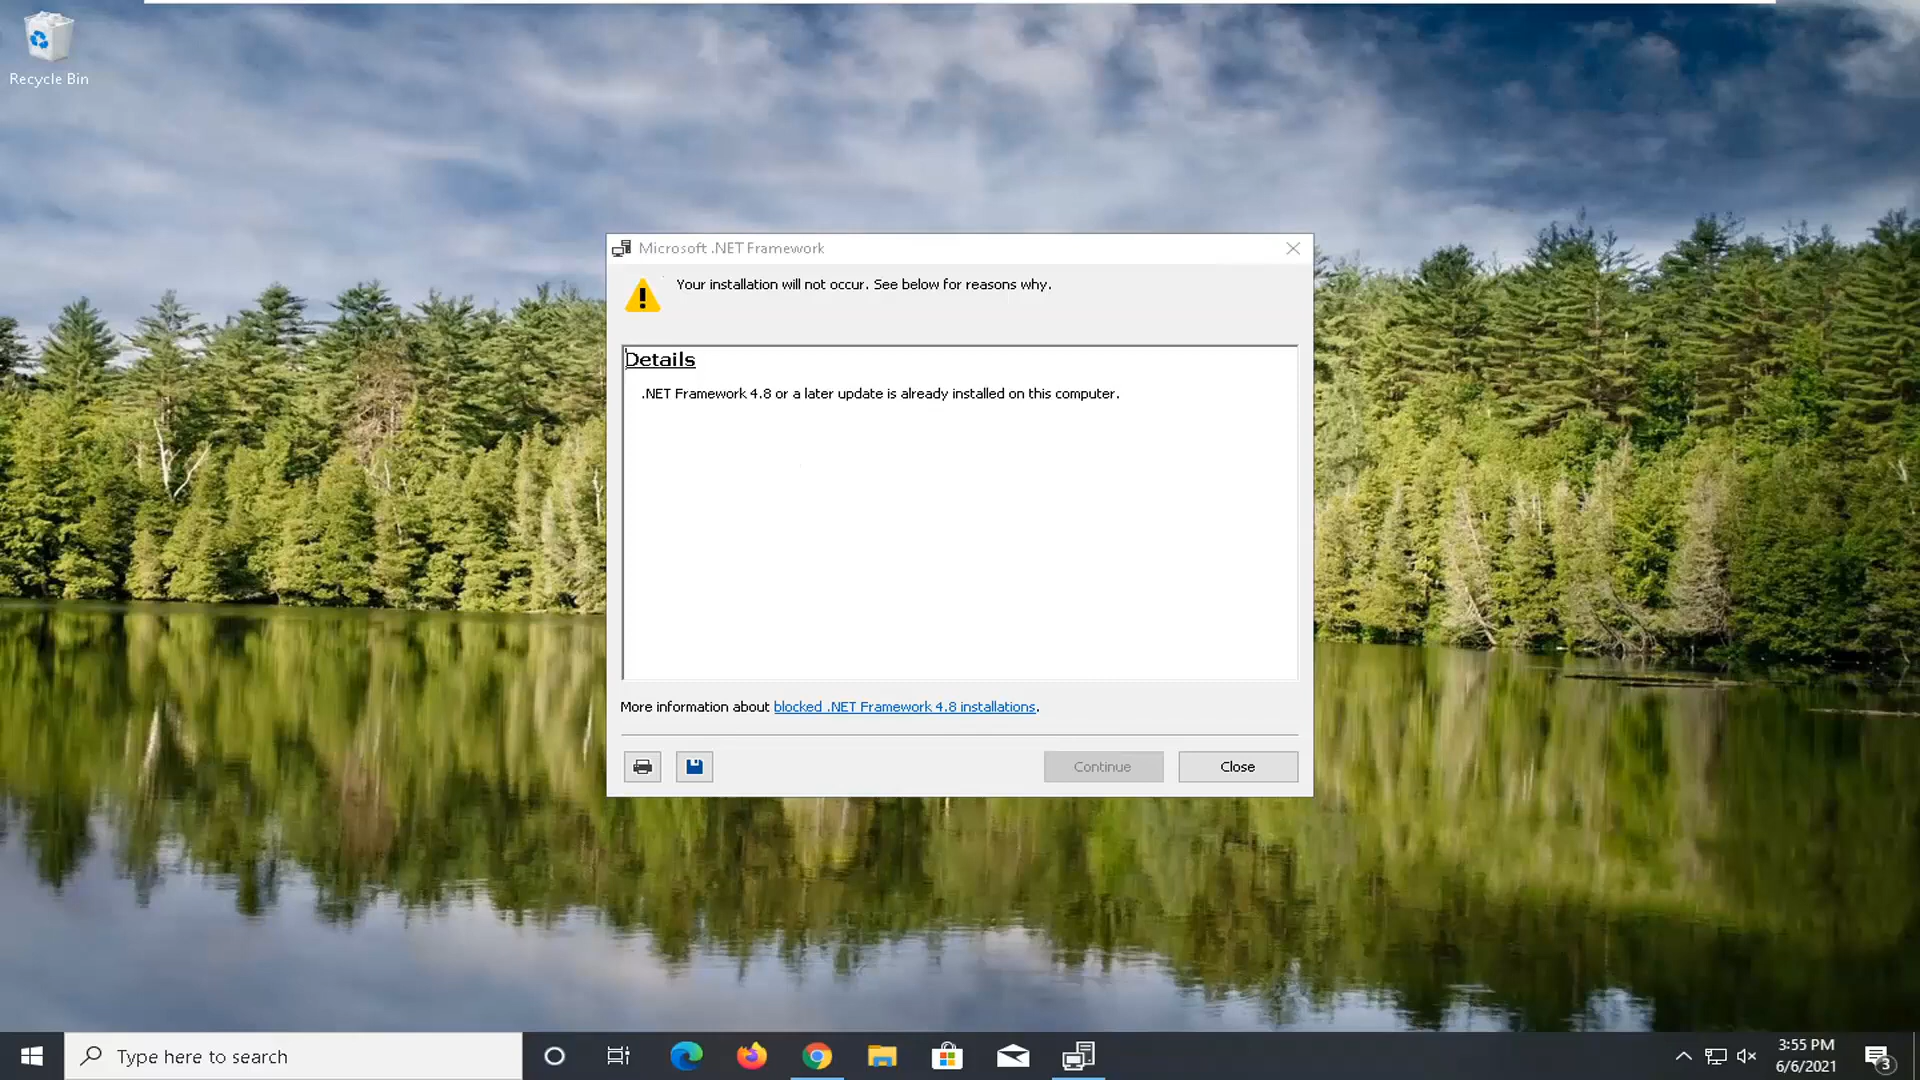 Recycle Bin
Microsoft .NET Framework
Your installation will not occur. See below for reasons why.
Details
.NET Framework 4.8 or a later update is already installed on this computer.
More information about blocked .NET Framework 4.8 installations.
Continue
Close
Type here to search
3:55 PM
6/6/2021
3